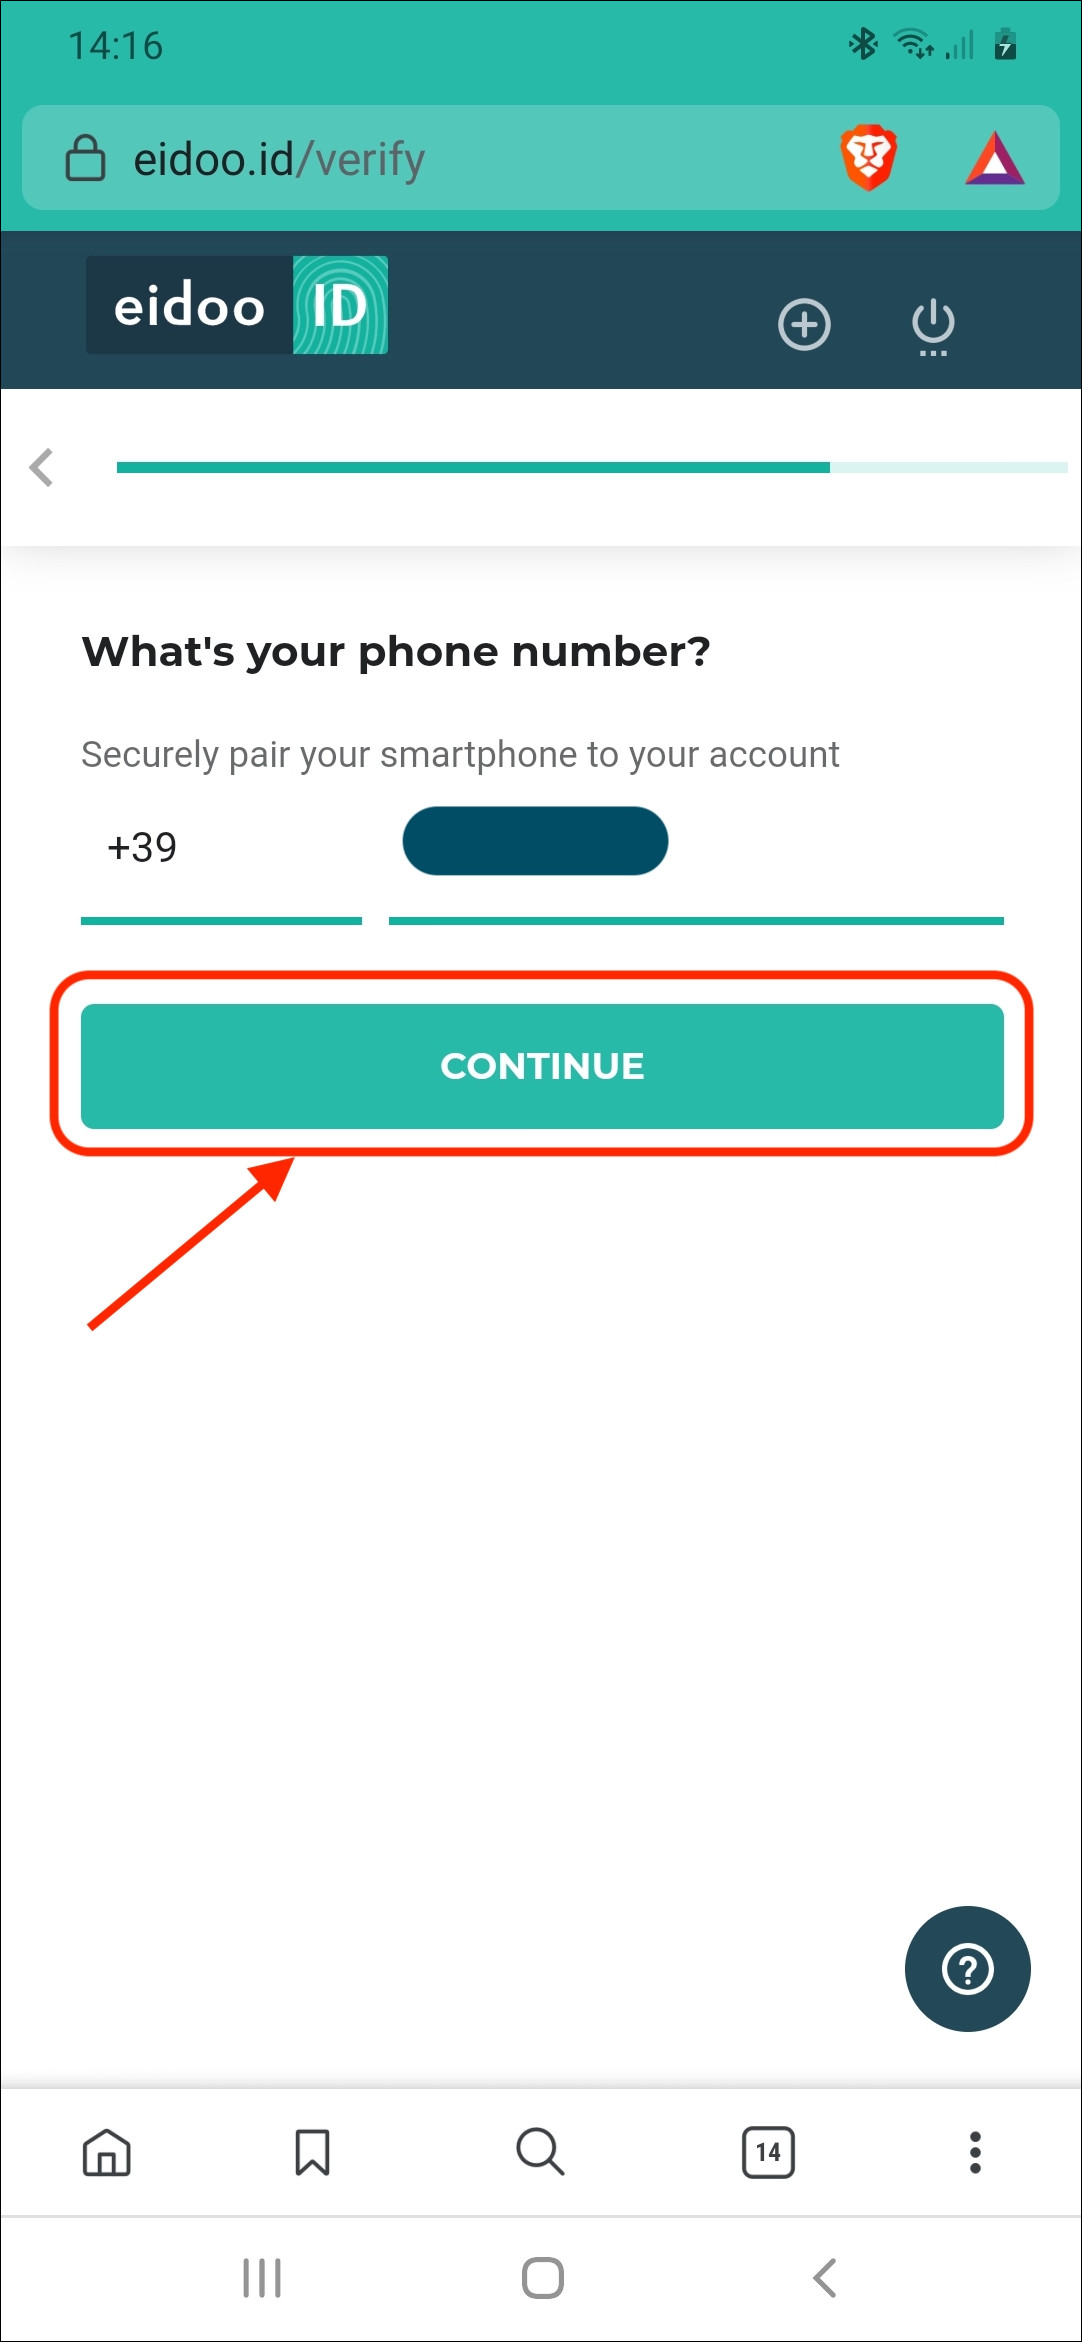 14:16
eidoo.id/verify
eidoo ID
What's your phone number?
Securely pair your smartphone to your account
+39
CONTINUE
?
14